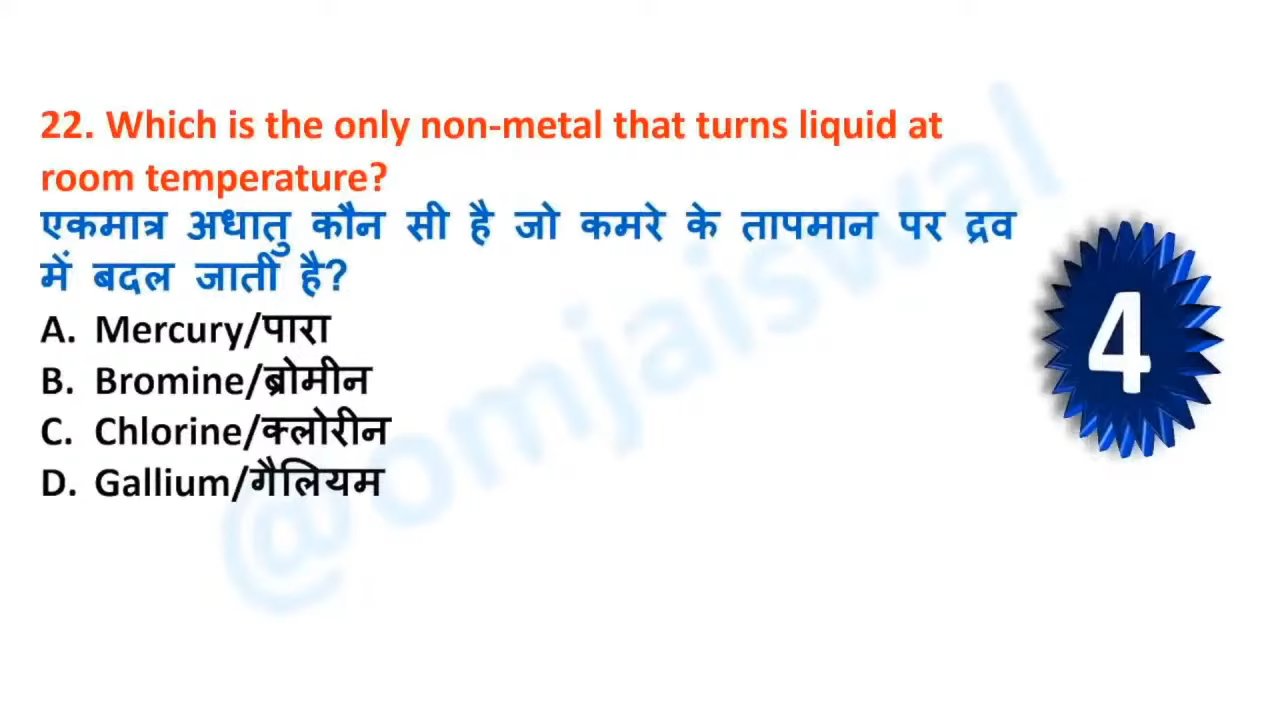 22. Which is the only non-metal that turns liquid at
room temperature?
एकमात्र अधातु कौन सी है जो कमरे के तापमान पर द्रव
में बदल जाती है?
A. Mercury/पारा
B. Bromine/ब्रोमीन
C. Chlorine/क्लोरीन
D. Gallium/गैलियम
4
@omjaiswal